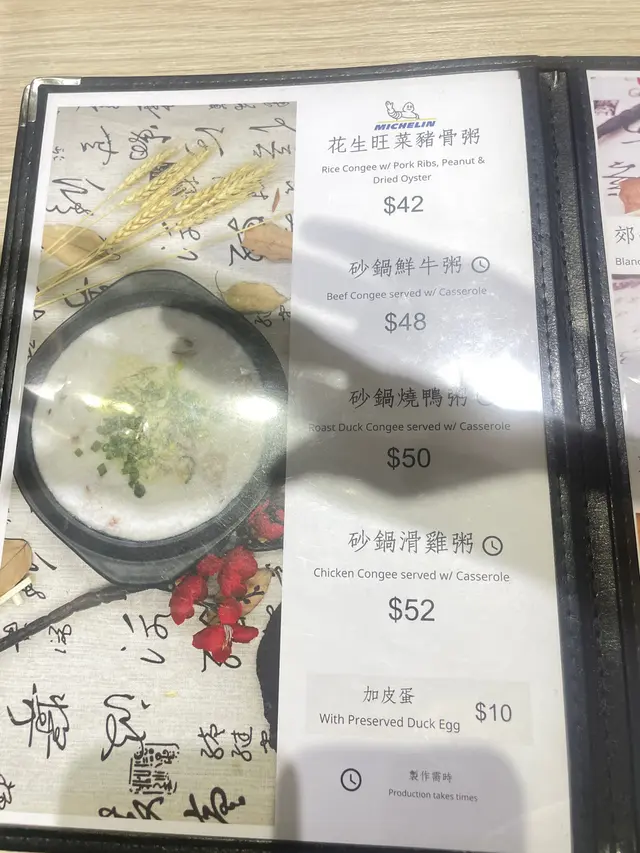 MICHELIN
花生旺菜豬骨粥
Rice Congee w/ Pork Ribs, Peanut &
Dried Oyster
$42
砂鍋鮮牛粥
Beef Congee served w/ Casserole
$48
砂鍋燒鴨粥
Roast Duck Congee served w/ Casserole
$50
砂鍋滑雞粥
Chicken Congee served w/ Casserole
$52
加皮蛋
With Preserved Duck Egg
$10
製作需時
Production takes times
郊
Blanc